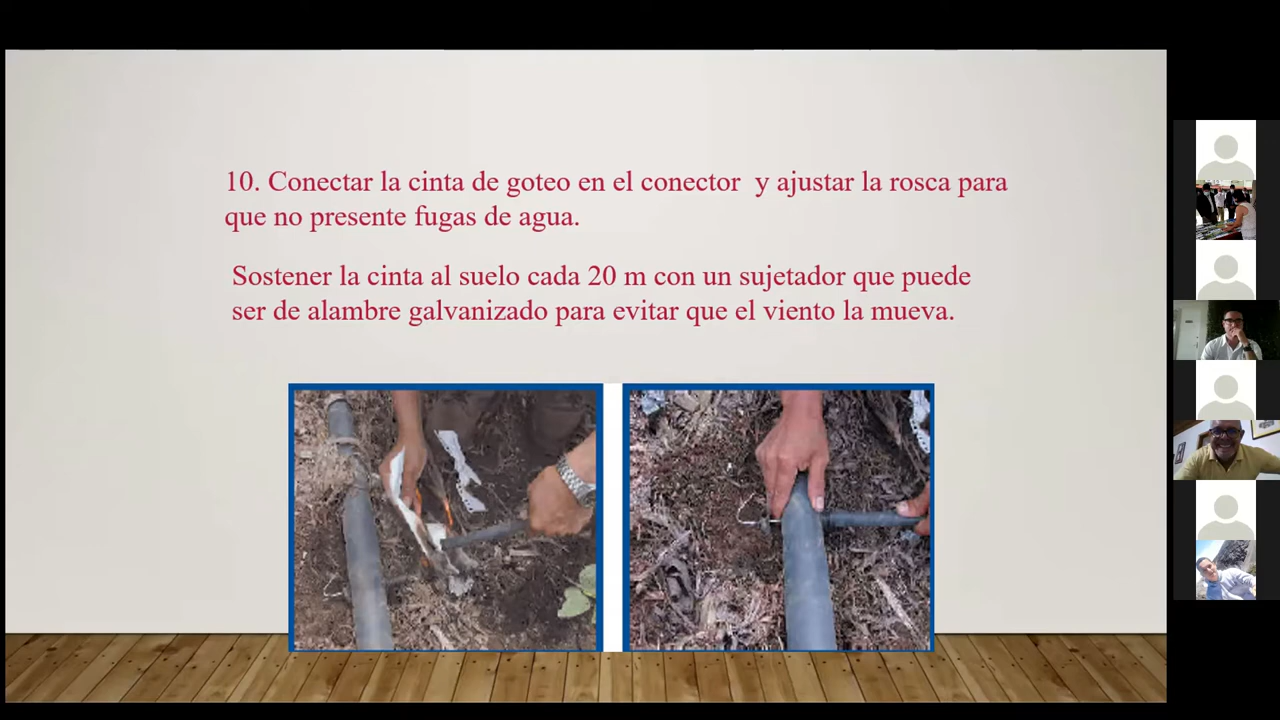 10. Conectar la cinta de goteo en el conector y ajustar la rosca para
que no presente fugas de agua.
Sostener la cinta al suelo cada 20 m con un sujetador que puede
ser de alambre galvanizado para evitar que el viento la mueva.